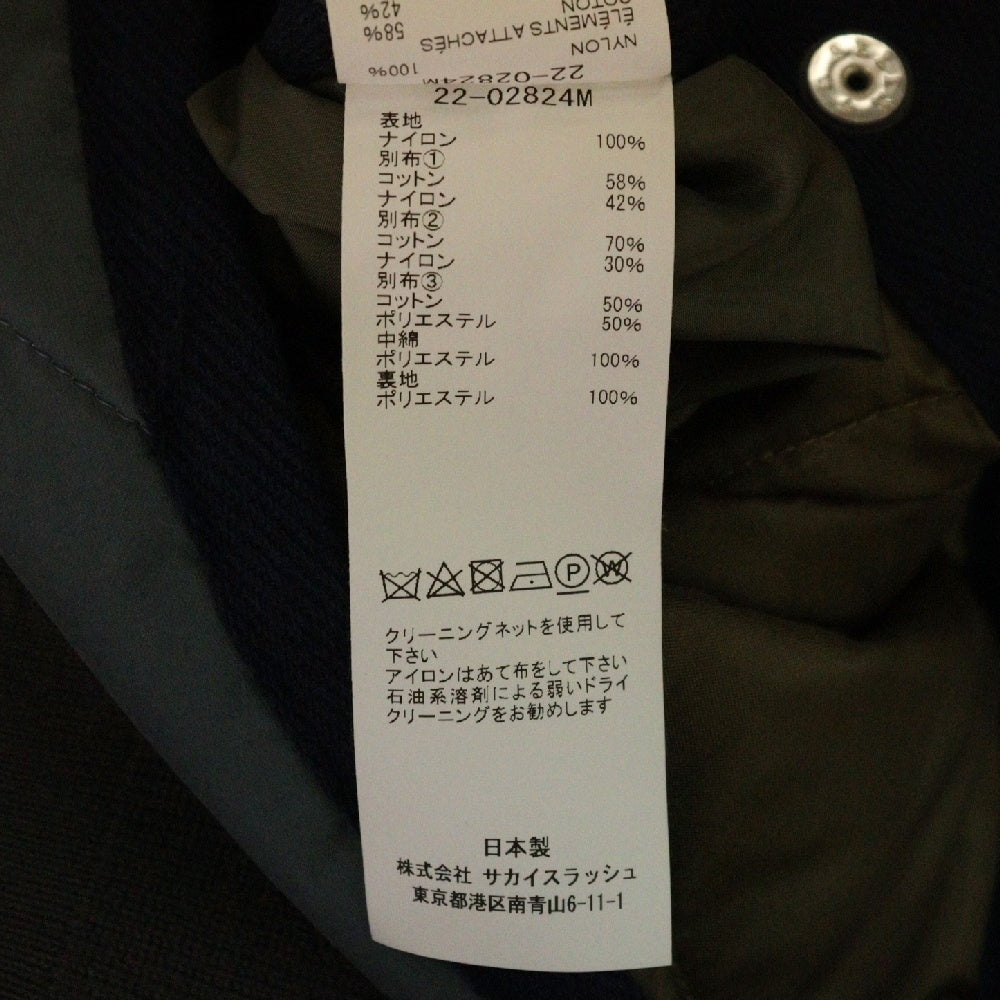 42%
58%
COTON
ÉLÉMENTS ATTACHÉS
NYLON
100%
22-02824M
22-02824M
表地
ナイロン 100%
別布①
コットン 58%
ナイロン 42%
別布②
コットン 70%
ナイロン 30%
別布③
コットン 50%
ポリエステル 50%
中綿
ポリエステル 100%
裏地
ポリエステル 100%
P W
クリーニングネットを使用して
下さい
アイロンはあて布をして下さい
石油系溶剤による弱いドライ
クリーニングをお勧めします
日本製
株式会社 サカイスラッシュ
東京都港区南青山6-11-1